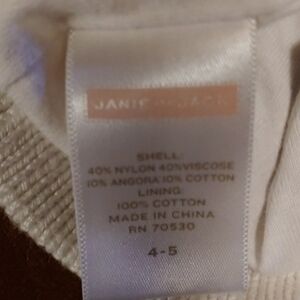 JANIE AND JACK
SHELL:
40% NYLON 40% VISCOSE
10% ANGORA 10% COTTON
LINING:
100% COTTON
MADE IN CHINA
RN 70530
4-5